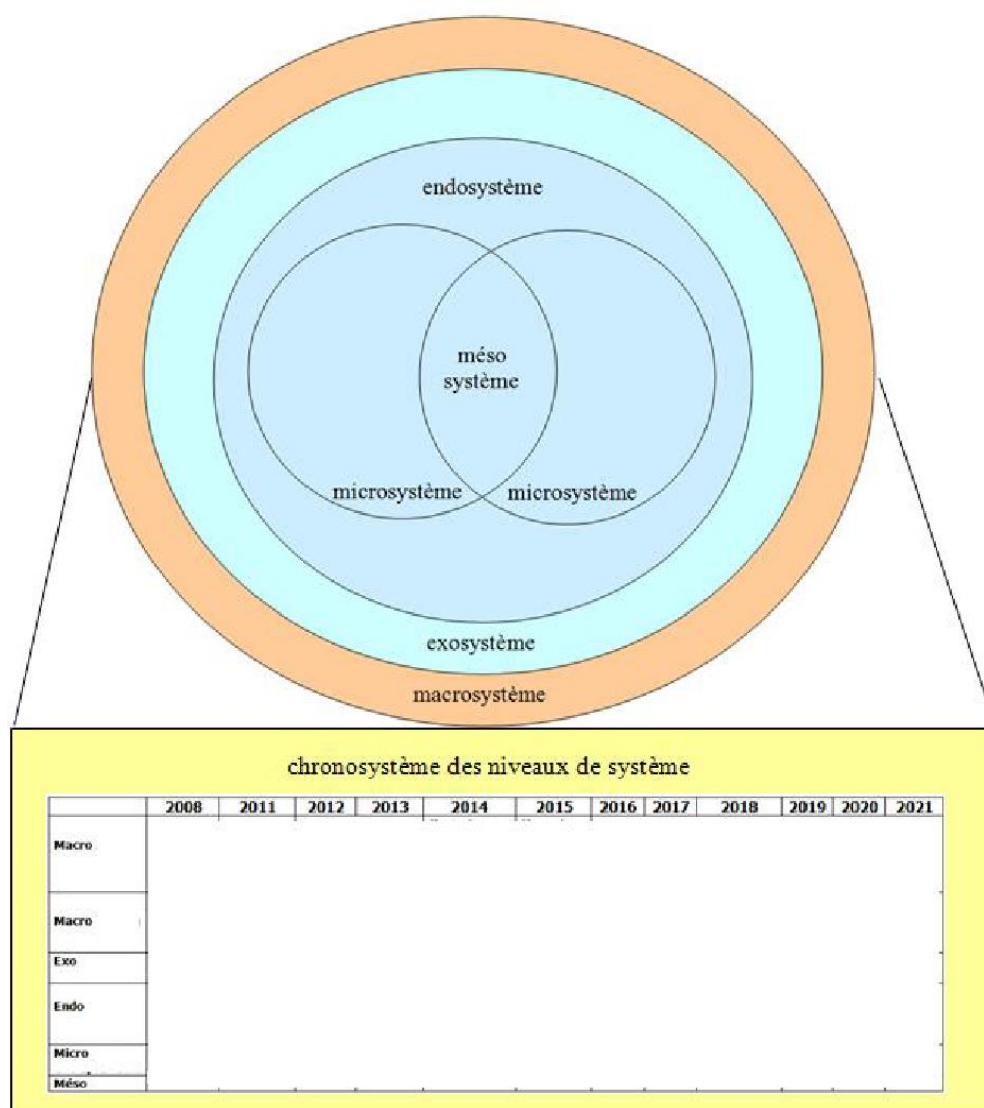 endosystème
méso
système
microsystème microsystème
exosystème
macrosystème
chronosystème des niveaux de système
2008 2011 2012 2013 2014 2015 2016 2017 2018 2019 2020 2021
Macro
Macro
Exo
Endo
Micro
Méso